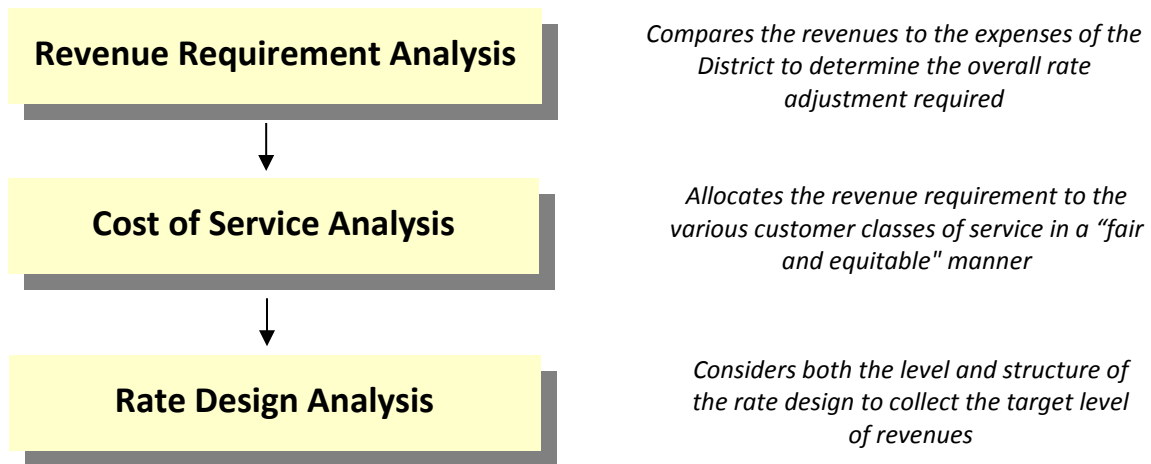 Revenue Requirement Analysis
Compares the revenues to the expenses of the
District to determine the overall rate
adjustment required
Cost of Service Analysis
Allocates the revenue requirement to the
various customer classes of service in a “fair
and equitable" manner
Rate Design Analysis
Considers both the level and structure of
the rate design to collect the target level
of revenues